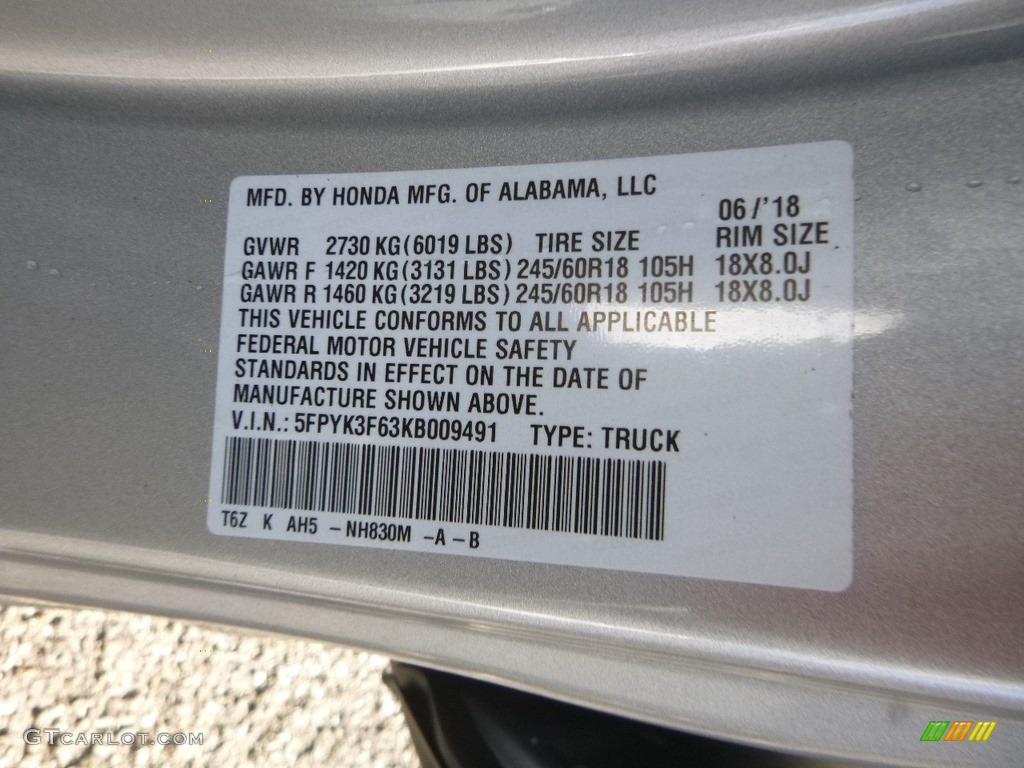 MFD. BY HONDA MFG. OF ALABAMA, LLC
06/'18
GVWR 2730 KG(6019 LBS) TIRE SIZE RIM SIZE
GAWR F 1420 KG(3131 LBS) 245/60R18 105H 18X8.0J
GAWR R 1460 KG(3219 LBS) 245/60R18 105H 18X8.0J
THIS VEHICLE CONFORMS TO ALL APPLICABLE
FEDERAL MOTOR VEHICLE SAFETY
STANDARDS IN EFFECT ON THE DATE OF
MANUFACTURE SHOWN ABOVE.
V.I.N.: 5FPYK3F63KB009491 TYPE: TRUCK
T6Z K AH5 -NH830M -A -B
GTcarlot.com